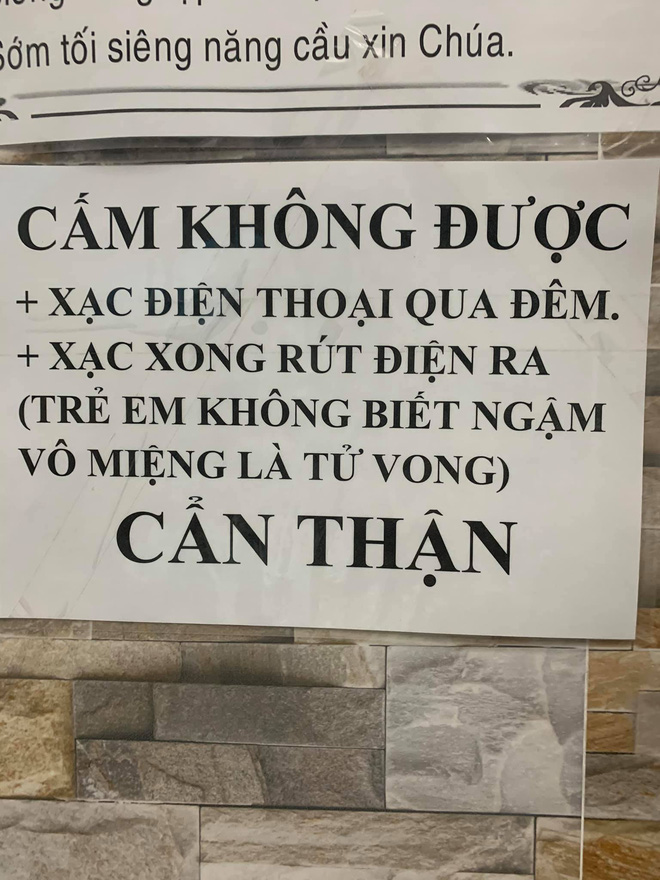 Sớm tối siêng năng cầu xin Chúa.
CẤM KHÔNG ĐƯỢC
+ XẠC ĐIỆN THOẠI QUA ĐÊM.
+ XẠC XONG RÚT ĐIỆN RA
(TRẺ EM KHÔNG BIẾT NGẬM
VÔ MIỆNG LÀ TỬ VONG)
CẨN THẬN